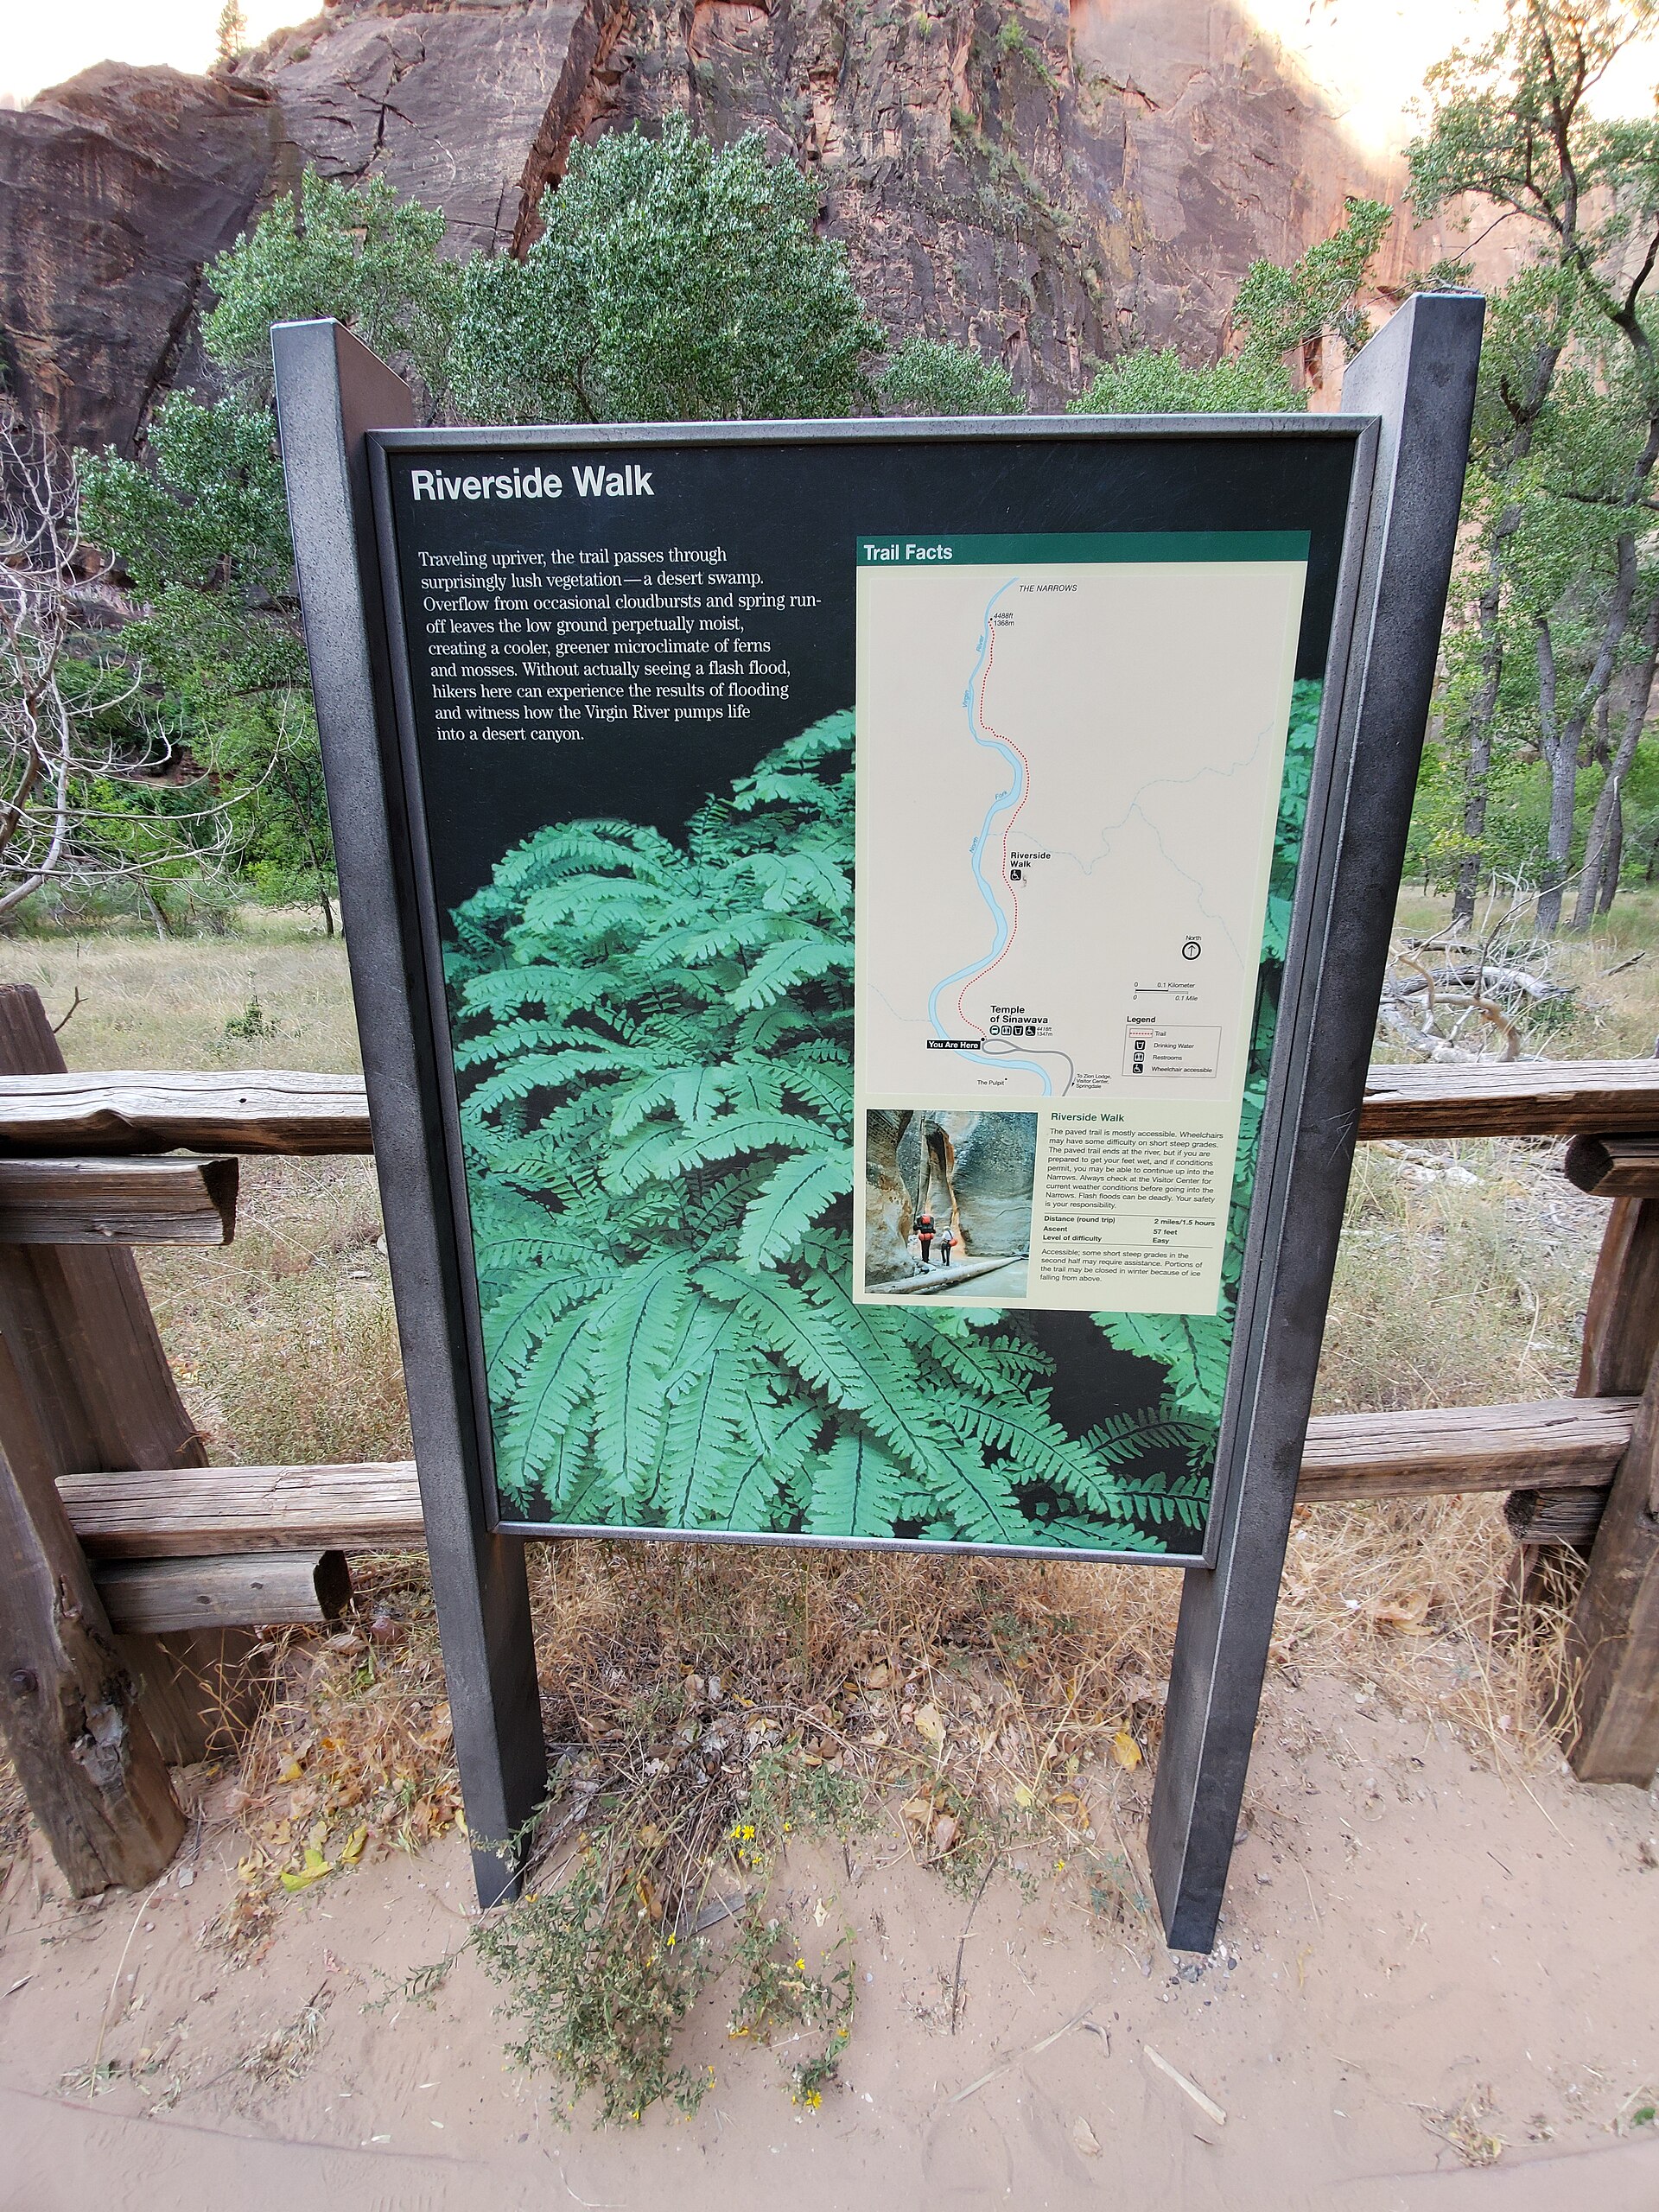 Riverside Walk
Traveling upriver, the trail passes through
surprisingly lush vegetation — a desert swamp.
Overflow from occasional cloudbursts and spring run-
off leaves the low ground perpetually moist,
creating a cooler, greener microclimate of ferns
and mosses. Without actually seeing a flash flood,
hikers here can experience the results of flooding
and witness how the Virgin River pumps life
into a desert canyon.
Trail Facts
THE NARROWS
4488ft
1368m
River
Virgin
Fork
North
Riverside
Walk
North
0 0.1 Kilometer
0 0.1 Mile
Temple
of Sinawava
4418ft
1347m
You Are Here
The Pulpit
To Zion Lodge,
Visitor Center,
Springdale
Legend
Trail
Drinking Water
Restrooms
Wheelchair accessible
Riverside Walk
The paved trail is mostly accessible. Wheelchairs
may have some difficulty on short steep grades.
The paved trail ends at the river, but if you are
prepared to get your feet wet, and if conditions
permit, you may be able to continue up into the
Narrows. Always check at the Visitor Center for
current weather conditions before going into the
Narrows. Flash floods can be deadly. Your safety
is your responsibility.
Distance (round trip) 2 miles/1.5 hours
Ascent 57 feet
Level of difficulty Easy
Accessible; some short steep grades in the
second half may require assistance. Portions of
the trail may be closed in winter because of ice
falling from above.